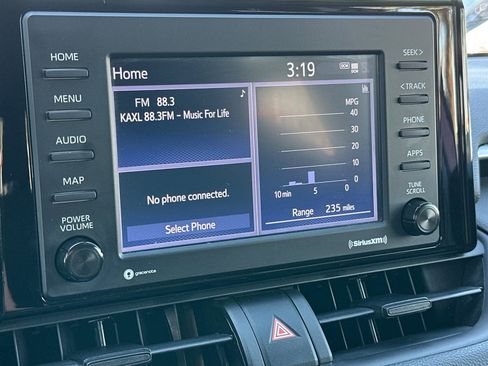 HOME
MENU
AUDIO
MAP
POWER
VOLUME
gracenote
Home
3:19
DCM
DCM
FM 88.3
KAXL 88.3FM - Music For Life
No phone connected.
Select Phone
MPG
40
30
20
10
0
10 min 5 0
Range 235 miles
SEEK >
< TRACK
PHONE
APPS
TUNE
SCROLL
SiriusXM